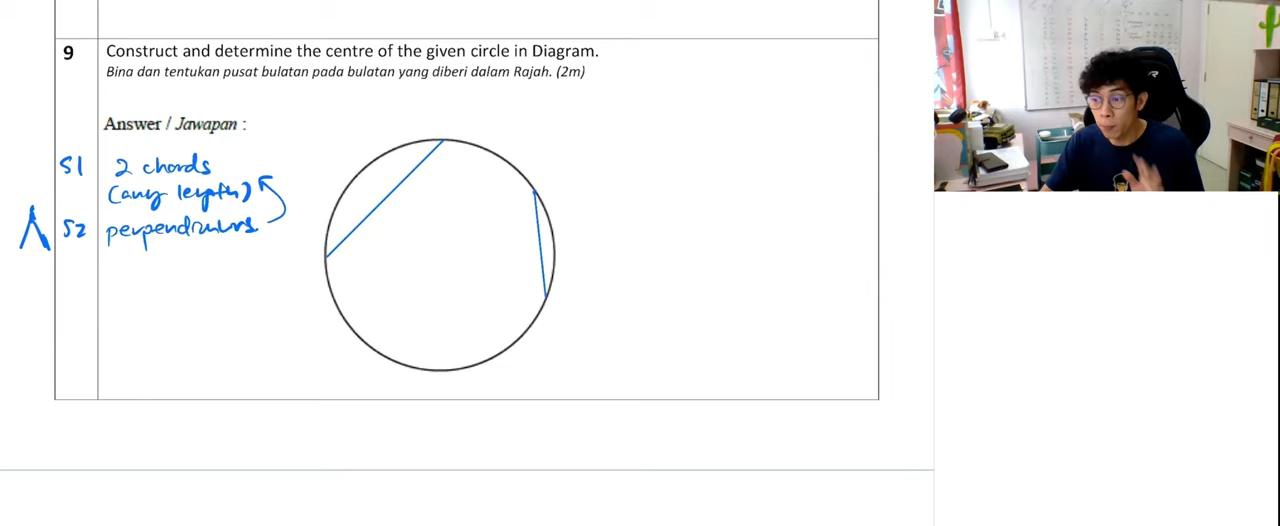 9 Construct and determine the centre of the given circle in Diagram.
Bina dan tentukan pusat bulatan pada bulatan yang diberi dalam Rajah. (2m)
Answer / Jawapan :
S1 2 chords
(any length)
S2